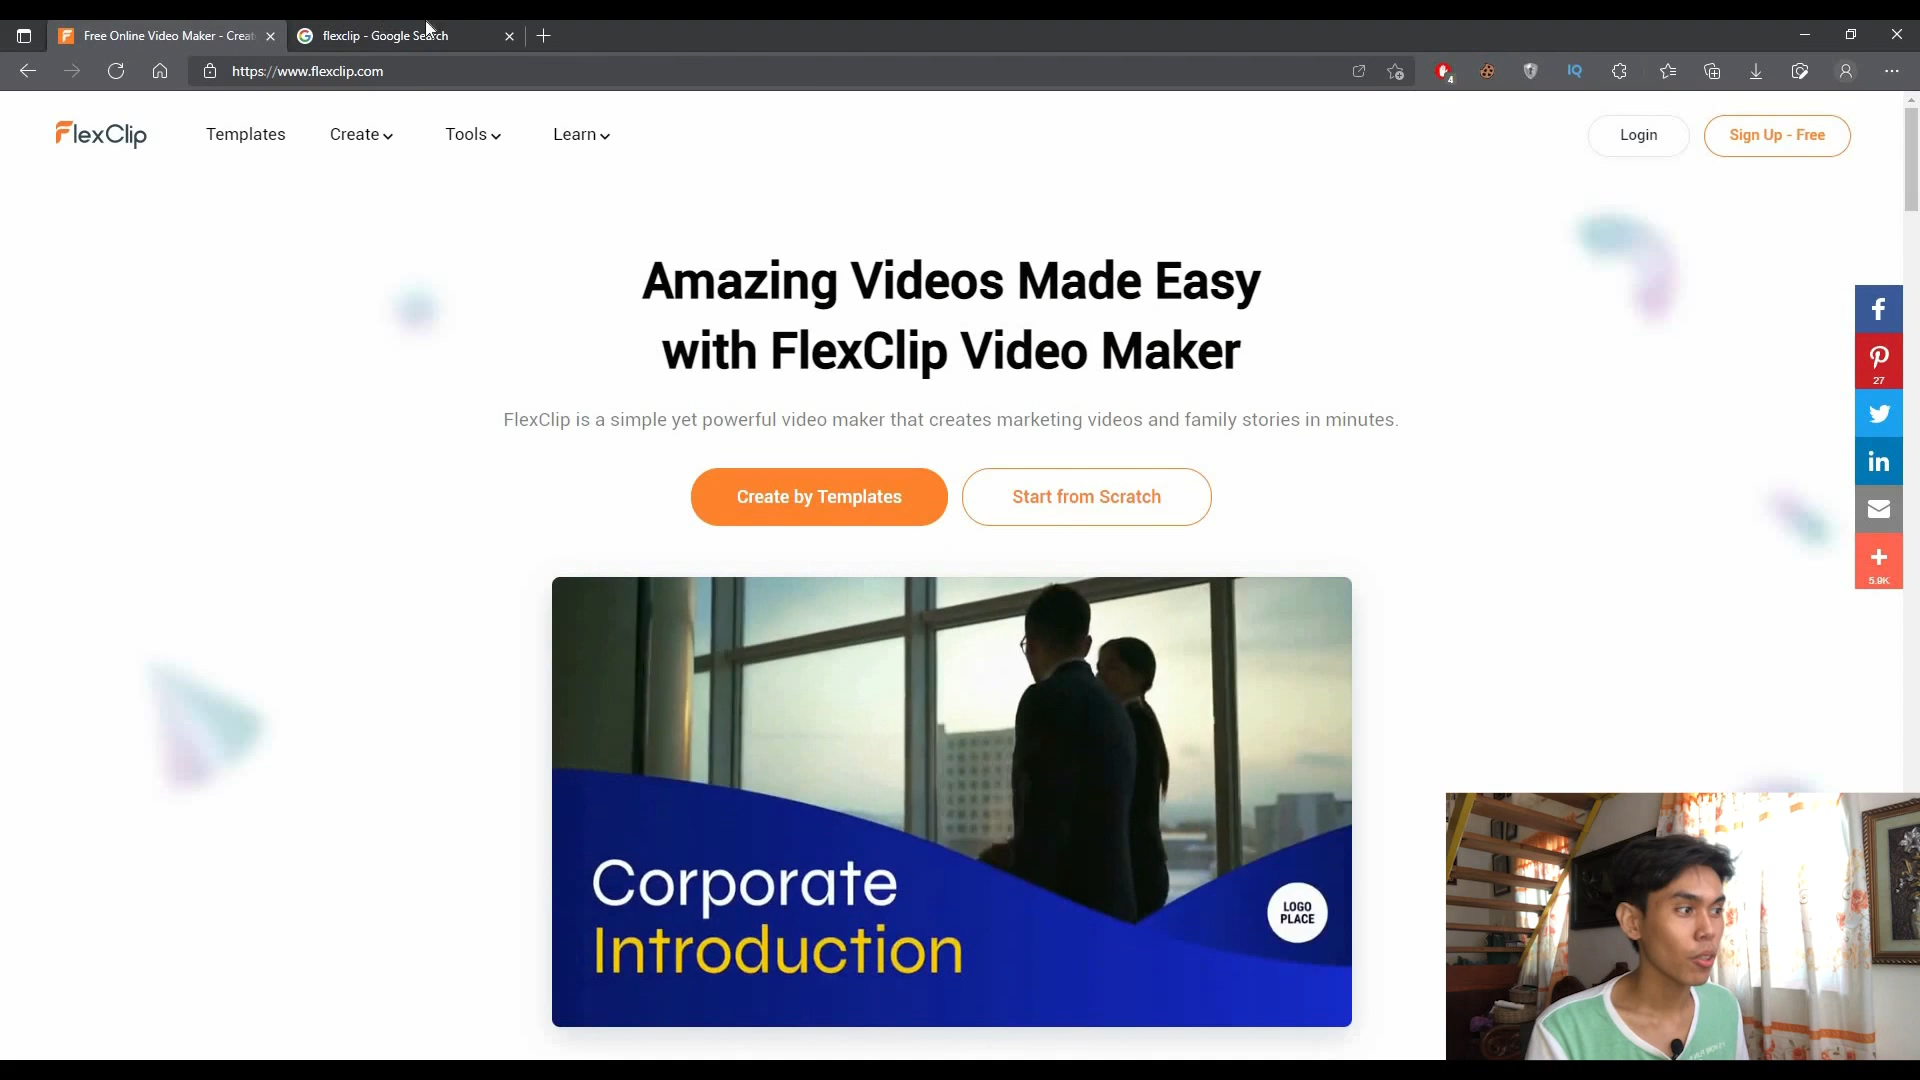 Free Online Video Maker - Creat
flexclip - Google Search
https://www.flexclip.com
4
IQ
FlexClip
Templates
Create
Tools
Learn
Login
Sign Up - Free
Amazing Videos Made Easy
with FlexClip Video Maker
FlexClip is a simple yet powerful video maker that creates marketing videos and family stories in minutes.
Create by Templates
Start from Scratch
27
in
5.9K
Corporate
Introduction
LOGO
PLACE